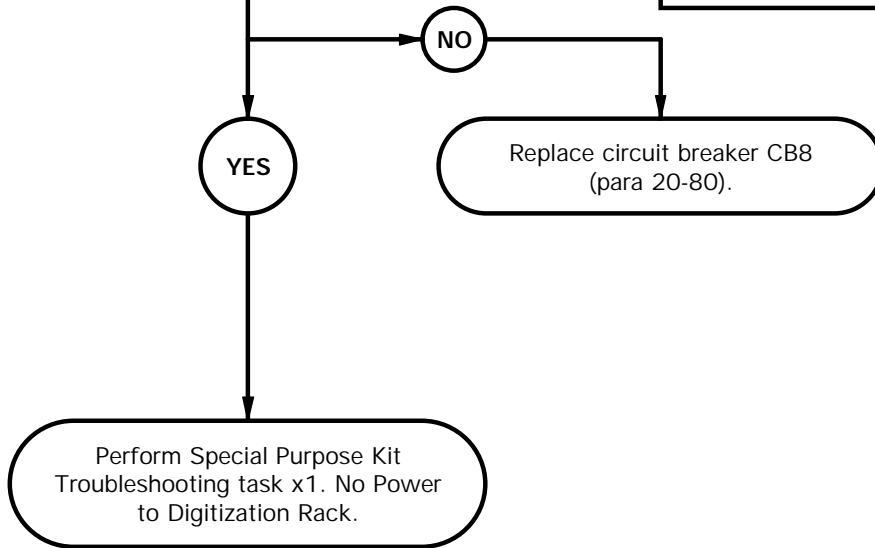 NO
YES
Replace circuit breaker CB8
(para 20-80).
Perform Special Purpose Kit
Troubleshooting task x1. No Power
to Digitization Rack.